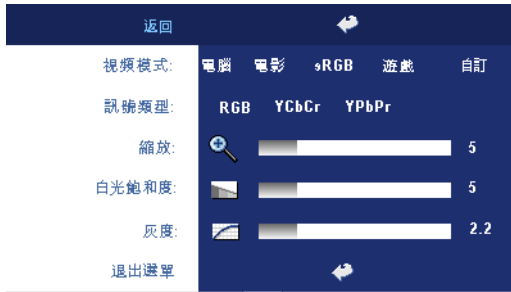 返回
視頻模式: 電腦 電影 sRGB 遊戲 自訂
訊號類型: RGB YCbCr YPbPr
縮放: 5
白光飽和度: 5
灰度: 2.2
退出選單